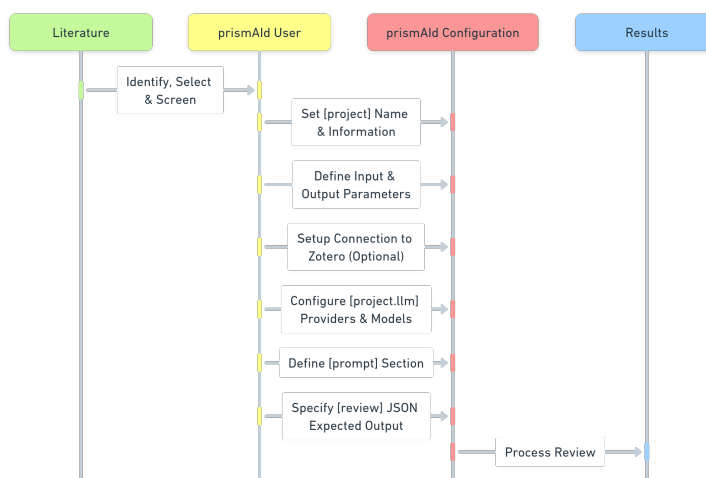 Literature
prismAId User
prismAId Configuration
Results
Identify, Select
& Screen
Set [project] Name
& Information
Define Input &
Output Parameters
Setup Connection to
Zotero (Optional)
Configure [project.llm]
Providers & Models
Define [prompt] Section
Specify [review] JSON
Expected Output
Process Review